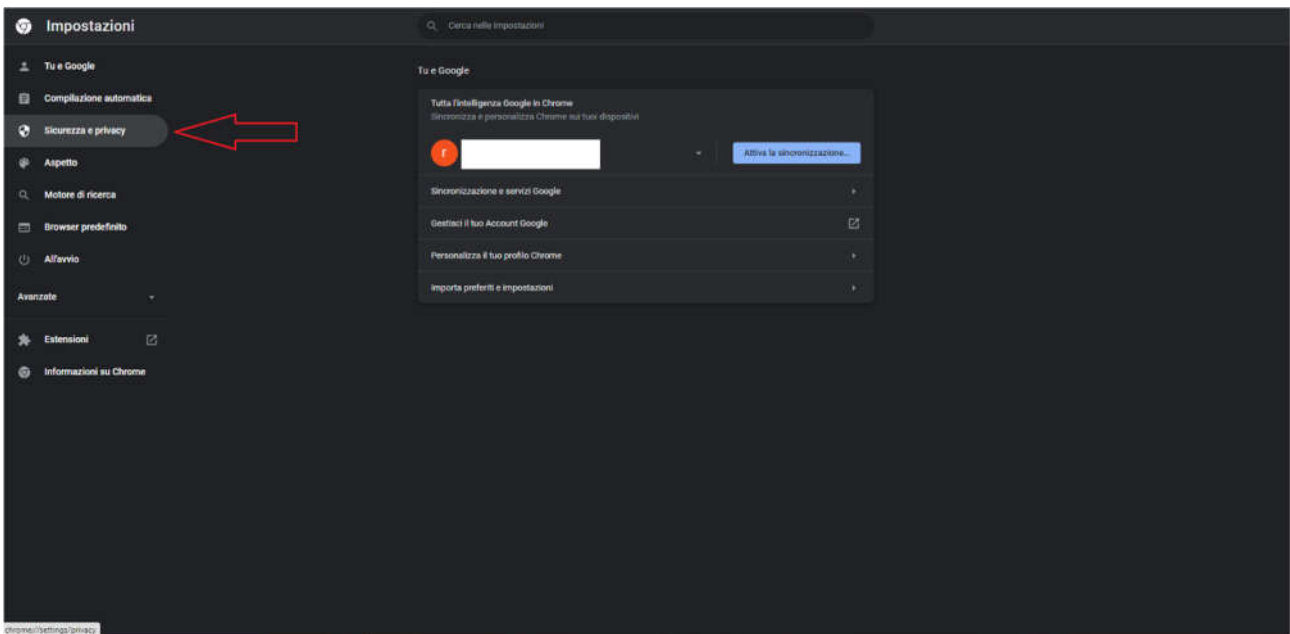 Impostazioni
Cerca nelle impostazioni
Tu e Google
Compilazione automatica
Sicurezza e privacy
Aspetto
Motore di ricerca
Browser predefinito
All'avvio
Avanzate
Estensioni
Informazioni su Chrome
Tu e Google
Tutta l'intelligenza Google in Chrome
Sincronizza e personalizza Chrome sui tuoi dispositivi
r
Attiva la sincronizzazione...
Sincronizzazione e servizi Google
Gestisci il tuo Account Google
Personalizza il tuo profilo Chrome
Importa preferiti e impostazioni
chrome://settings/privacy